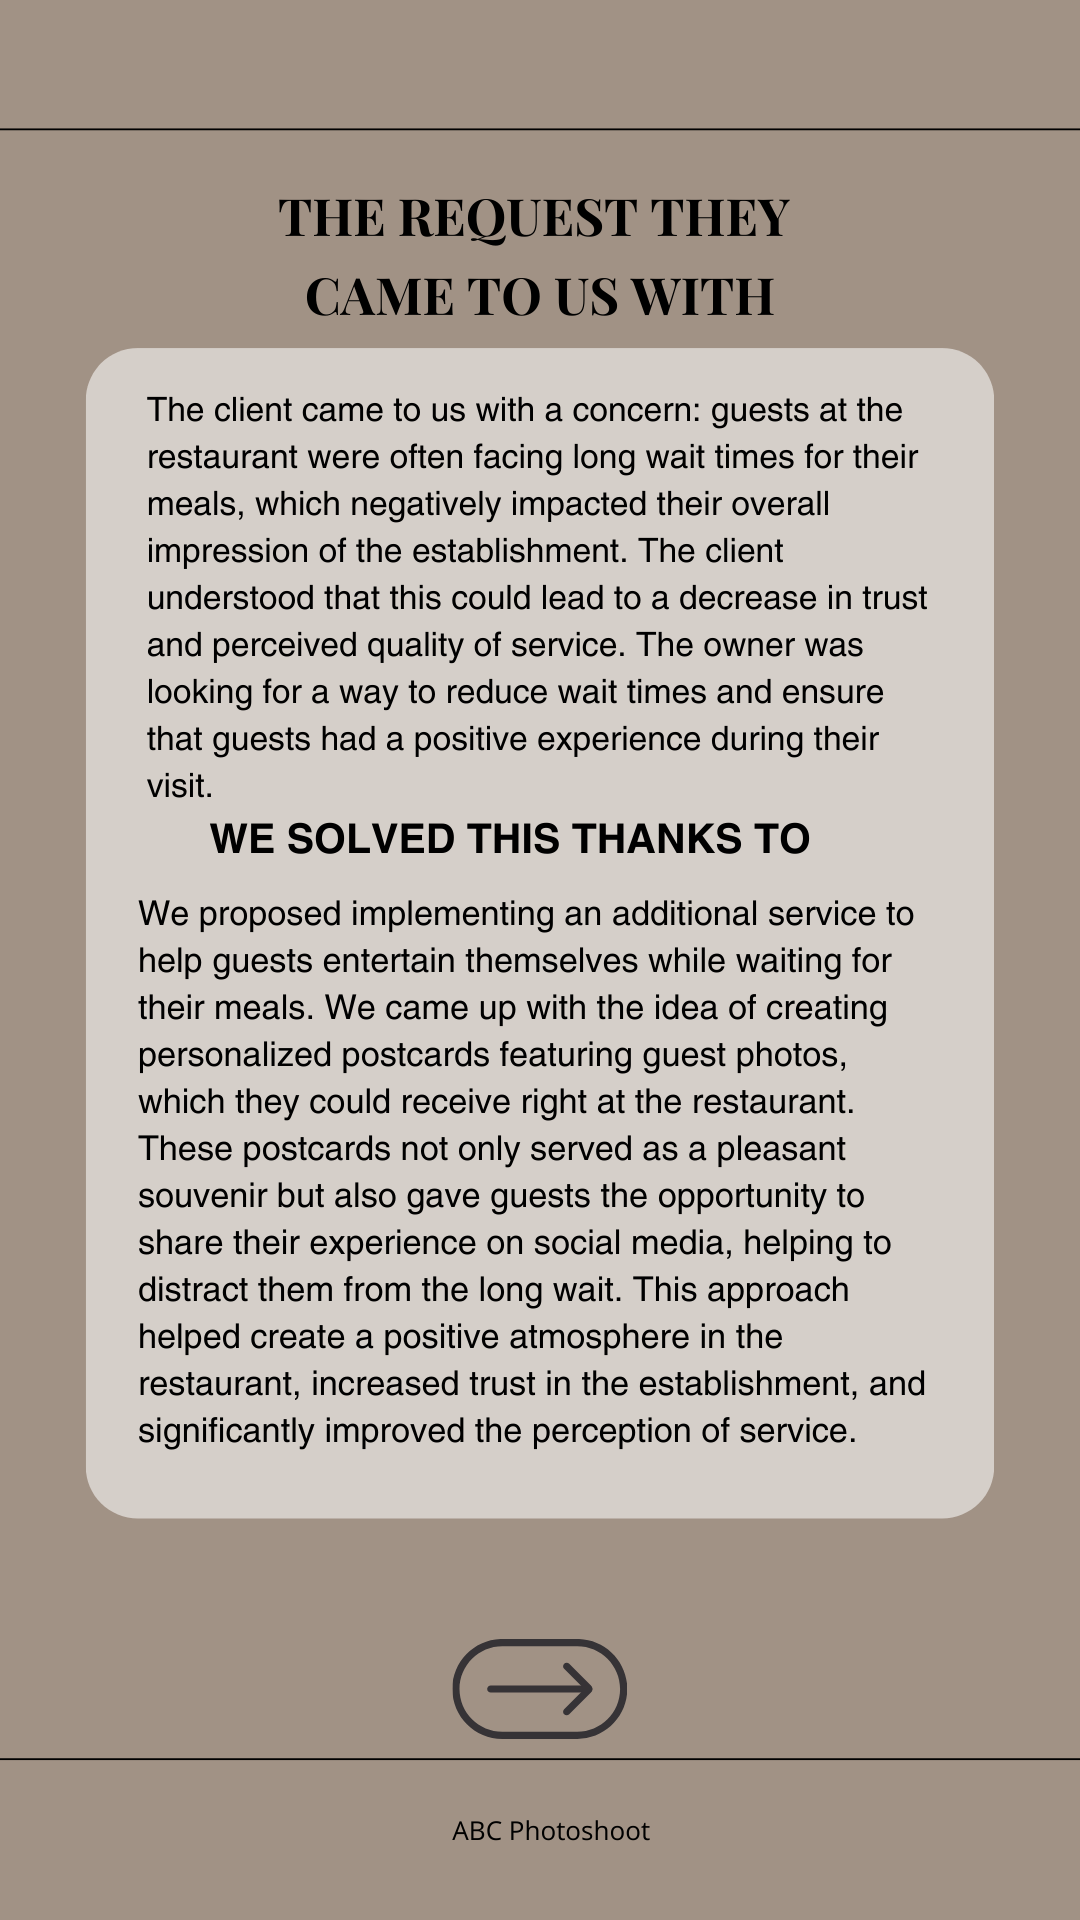 THE REQUEST THEY
CAME TO US WITH
The client came to us with a concern: guests at the
restaurant were often facing long wait times for their
meals, which negatively impacted their overall
impression of the establishment. The client
understood that this could lead to a decrease in trust
and perceived quality of service. The owner was
looking for a way to reduce wait times and ensure
that guests had a positive experience during their
visit.
WE SOLVED THIS THANKS TO
We proposed implementing an additional service to
help guests entertain themselves while waiting for
their meals. We came up with the idea of creating
personalized postcards featuring guest photos,
which they could receive right at the restaurant.
These postcards not only served as a pleasant
souvenir but also gave guests the opportunity to
share their experience on social media, helping to
distract them from the long wait. This approach
helped create a positive atmosphere in the
restaurant, increased trust in the establishment, and
significantly improved the perception of service.
ABC Photoshoot